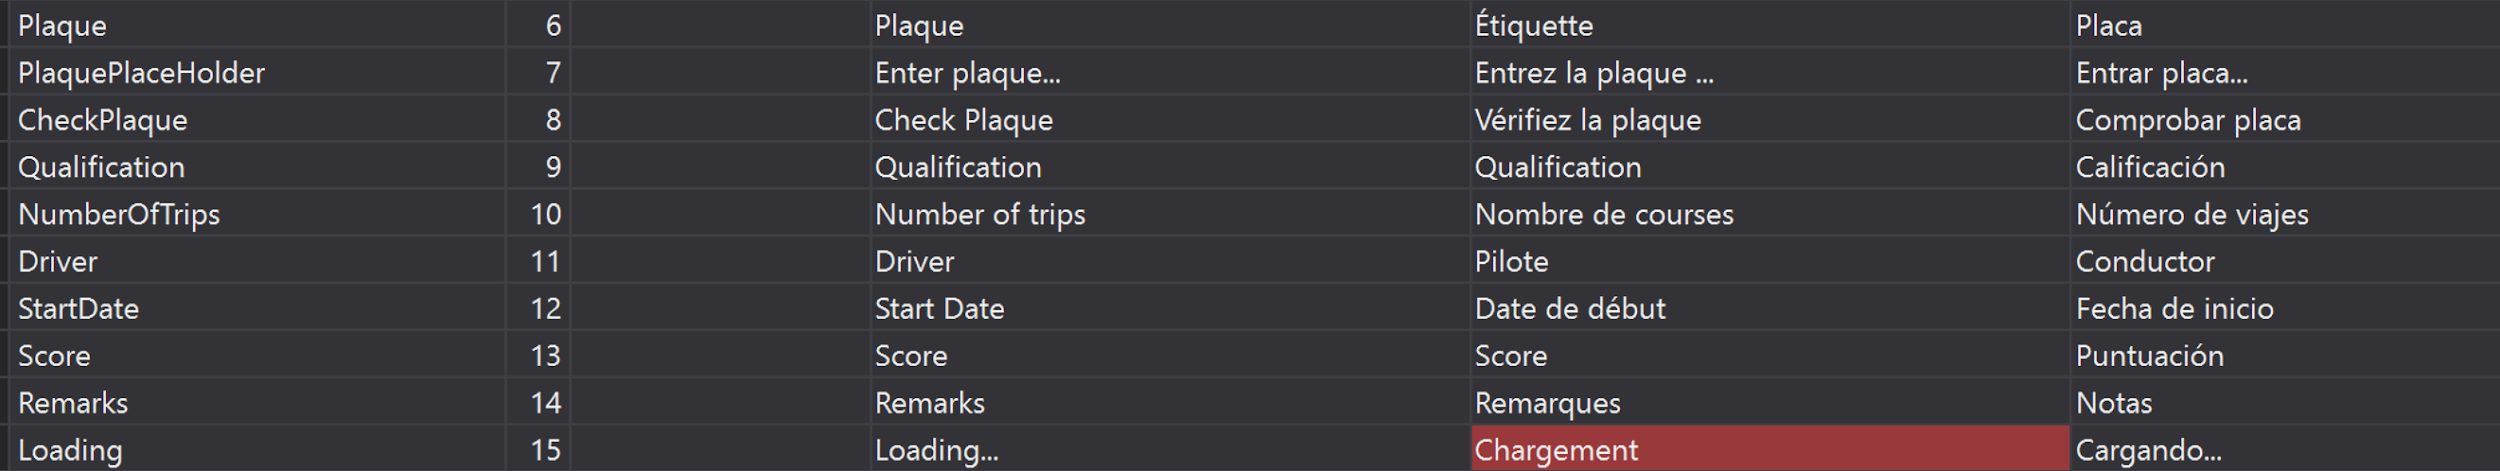 Plaque 6 Plaque Étiquette Placa
PlaquePlaceHolder 7 Enter plaque... Entrez la plaque ... Entrar placa...
CheckPlaque 8 Check Plaque Vérifiez la plaque Comprobar placa
Qualification 9 Qualification Qualification Calificación
NumberOfTrips 10 Number of trips Nombre de courses Número de viajes
Driver 11 Driver Pilote Conductor
StartDate 12 Start Date Date de début Fecha de inicio
Score 13 Score Score Puntuación
Remarks 14 Remarks Remarques Notas
Loading 15 Loading... Chargement Cargando...